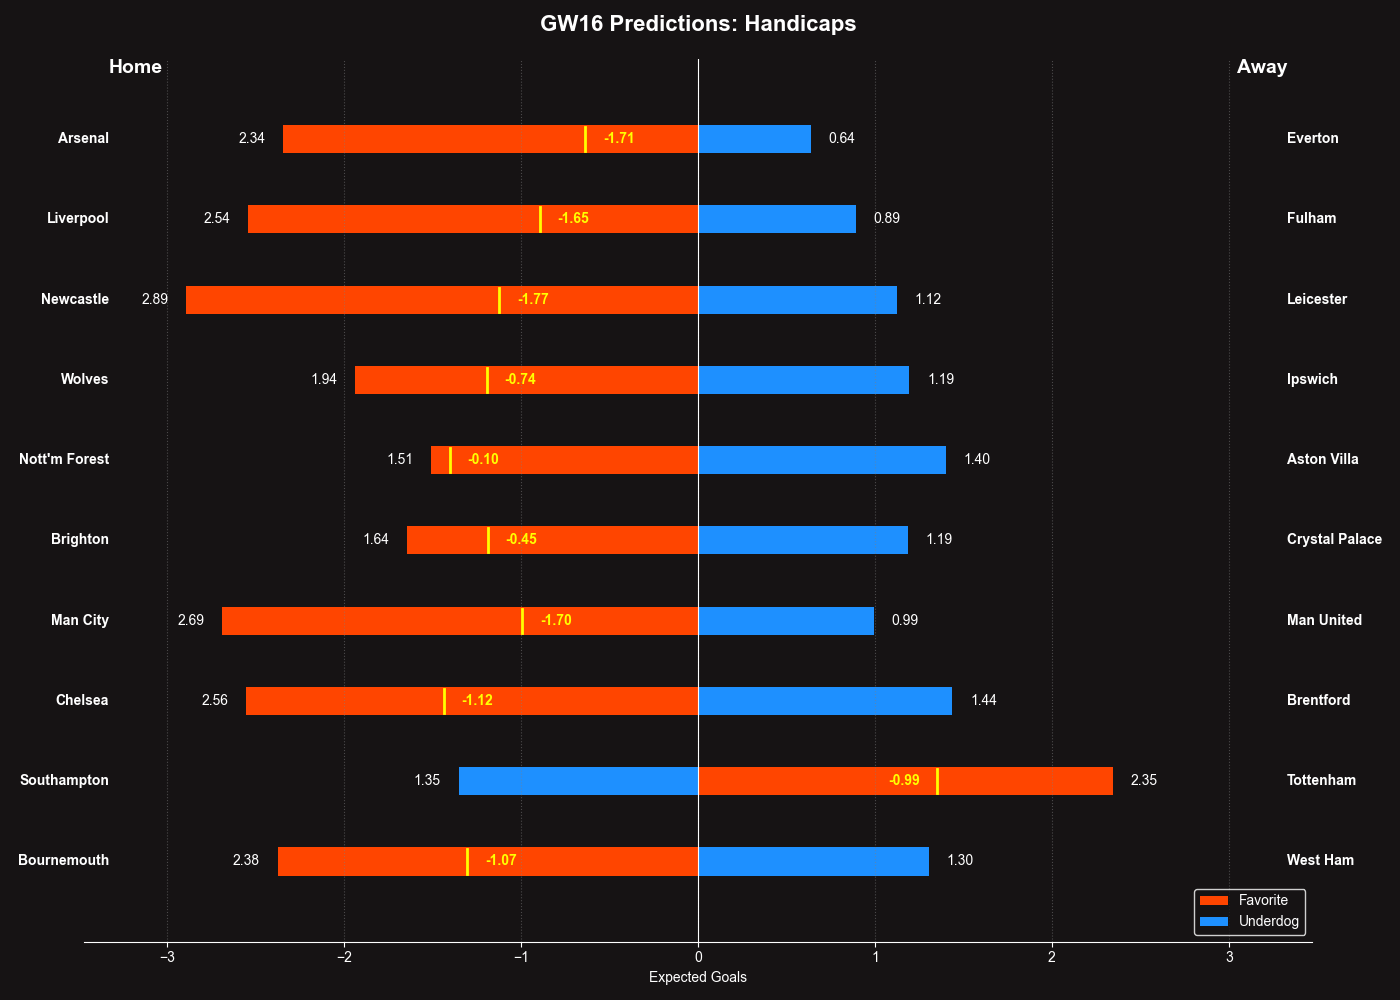 GW16 Predictions: Handicaps
Home Away
Arsenal 2.34 -1.71 0.64 Everton
Liverpool 2.54 -1.65 0.89 Fulham
Newcastle 2.89 -1.77 1.12 Leicester
Wolves 1.94 -0.74 1.19 Ipswich
Nott'm Forest 1.51 -0.10 1.40 Aston Villa
Brighton 1.64 -0.45 1.19 Crystal Palace
Man City 2.69 -1.70 0.99 Man United
Chelsea 2.56 -1.12 1.44 Brentford
Southampton 1.35 -0.99 2.35 Tottenham
Bournemouth 2.38 -1.07 1.30 West Ham
Favorite
Underdog
−3 −2 −1 0 1 2 3
Expected Goals